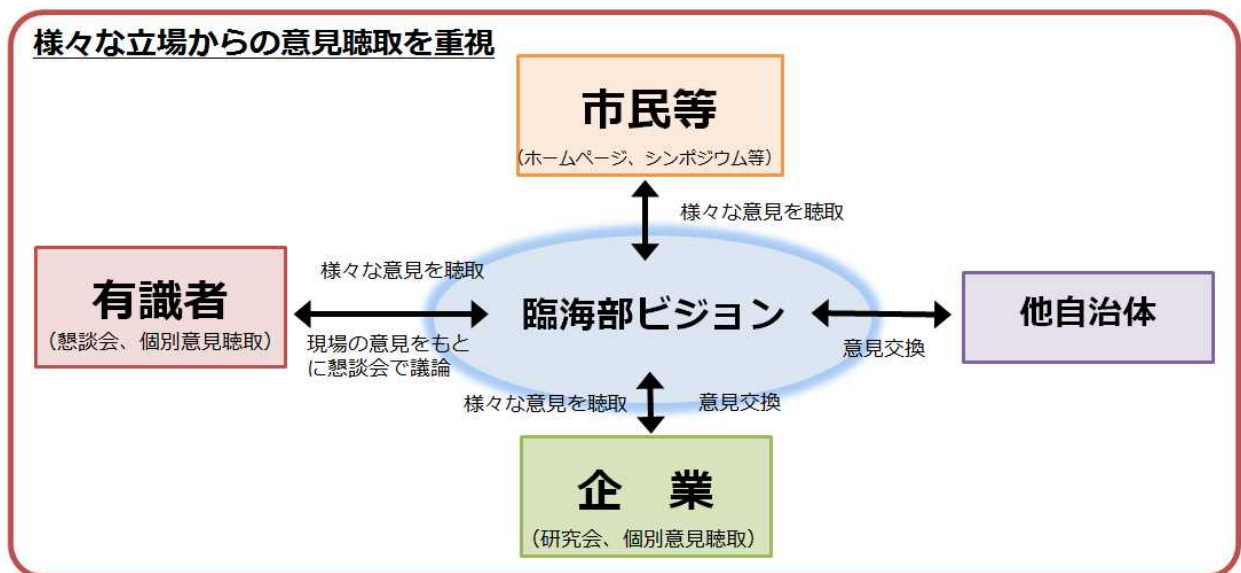 様々な立場からの意見聴取を重視
市民等
（ホームページ、シンポジウム等）
様々な意見を聴取
有識者
（懇談会、個別意見聴取）
様々な意見を聴取
現場の意見をもと
に懇談会で議論
臨海部ビジョン
他自治体
意見交換
様々な意見を聴取
意見交換
企　業
（研究会、個別意見聴取）